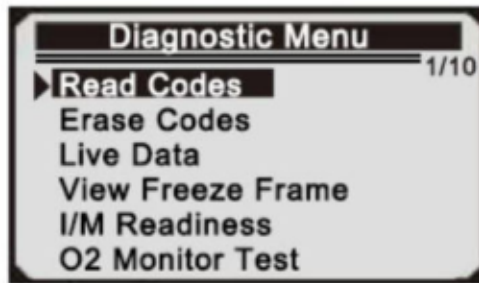 Diagnostic Menu
1/10
Read Codes
Erase Codes
Live Data
View Freeze Frame
I/M Readiness
O2 Monitor Test